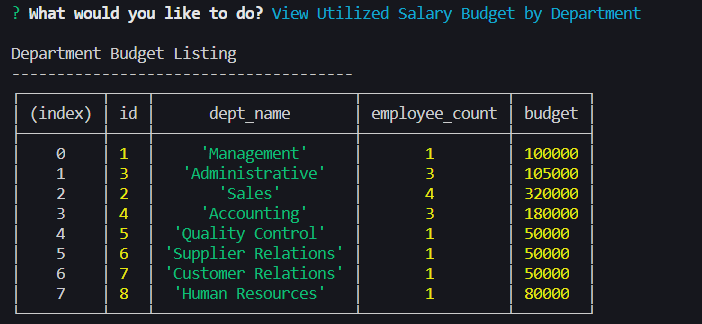 ? What would you like to do? View Utilized Salary Budget by Department
Department Budget Listing
--------------------------------------
(index) id dept_name employee_count budget
0 1 'Management' 1 100000
1 3 'Administrative' 3 105000
2 2 'Sales' 4 320000
3 4 'Accounting' 3 180000
4 5 'Quality Control' 1 50000
5 6 'Supplier Relations' 1 50000
6 7 'Customer Relations' 1 50000
7 8 'Human Resources' 1 80000